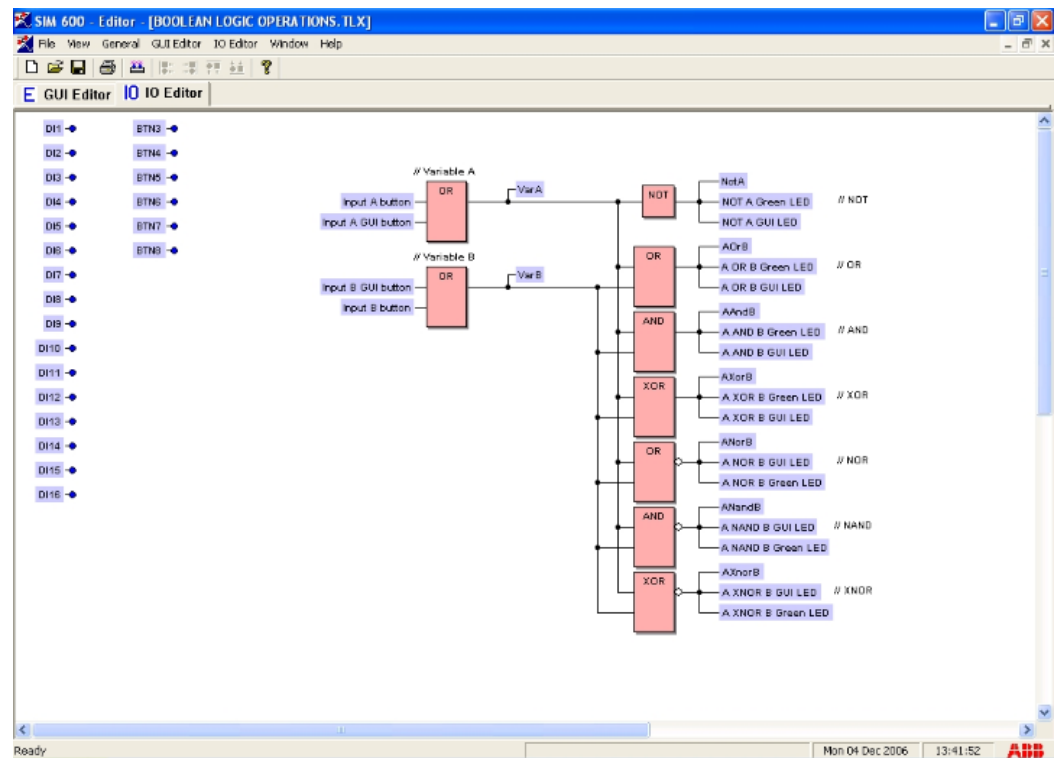 SIM 600 - Editor - [BOOLEAN LOGIC OPERATIONS.TLX]
File View General GUI Editor IO Editor Window Help
E GUI Editor IO IO Editor
DI1
DI2
DI3
DI4
DI5
DI6
DI7
DI8
DI9
DI10
DI11
DI12
DI13
DI14
DI15
DI16
BTN3
BTN4
BTN5
BTN6
BTN7
BTN8
// Variable A
OR
Input A button
Input A GUI button
VarA
// Variable B
OR
Input B GUI button
Input B button
VarB
NOT
NotA
NOT A Green LED // NOT
NOT A GUI LED
OR
AOrB
A OR B Green LED // OR
A OR B GUI LED
AND
AAndB
A AND B Green LED // AND
A AND B GUI LED
XOR
AXorB
A XOR B Green LED // XOR
A XOR B GUI LED
OR
ANorB
A NOR B GUI LED // NOR
A NOR B Green LED
AND
ANandB
A NAND B GUI LED // NAND
A NAND B Green LED
XOR
AXnorB
A XNOR B GUI LED // XNOR
A XNOR B Green LED
Ready
Mon 04 Dec 2006 13:41:52 ABB